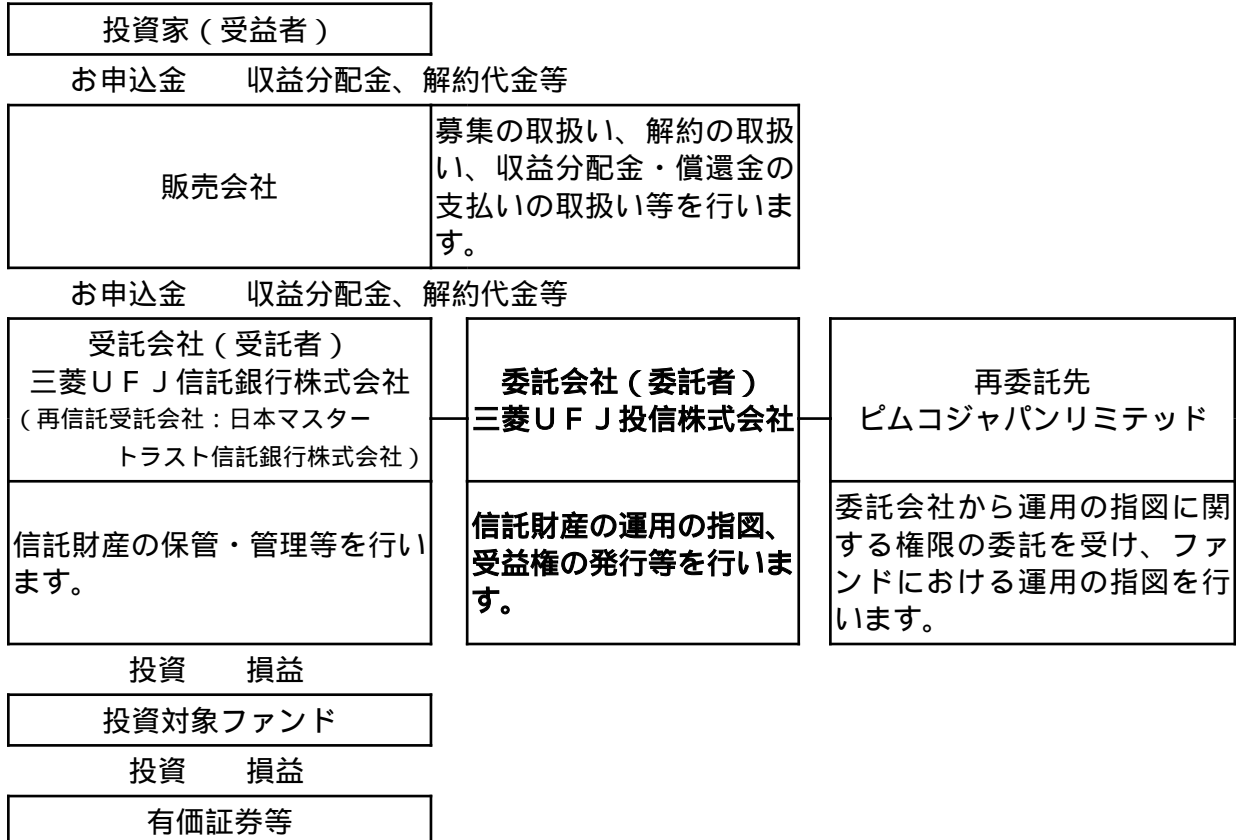 投資家(受益者)
お申込金 収益分配金、解約代金等
販売会社
募集の取扱い、解約の取扱
い、収益分配金・償還金の
支払いの取扱い等を行いま
す。
お申込金 収益分配金、解約代金等
受託会社(受託者)
三菱UFJ信託銀行株式会社
(再信託受託会社:日本マスター
トラスト信託銀行株式会社)
委託会社(委託者)
三菱UFJ投信株式会社
再委託先
ピムコジャパンリミテッド
信託財産の保管・管理等を行い
ます。
信託財産の運用の指図、
受益権の発行等を行いま
す。
委託会社から運用の指図に関
する権限の委託を受け、ファ
ンドにおける運用の指図を行
います。
投資 損益
投資対象ファンド
投資 損益
有価証券等